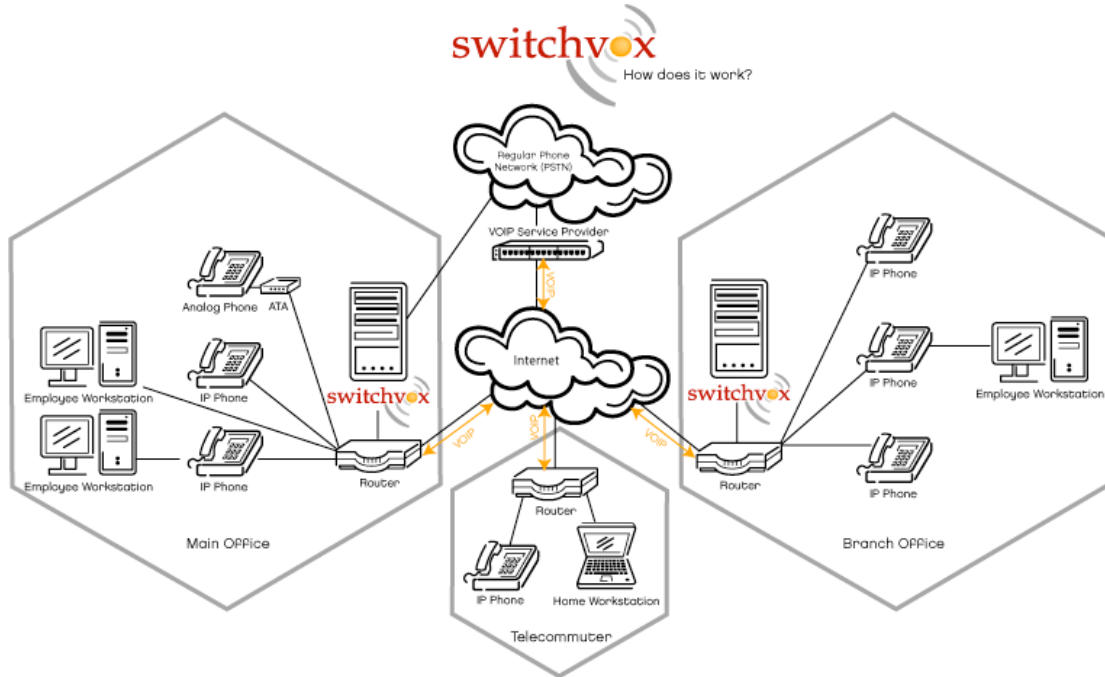 switchvox
How does it work?
Regular Phone
Network (PSTN)
VOIP Service Provider
VOIP
Internet
Analog Phone
ATA
Employee Workstation
IP Phone
switchvox
Employee Workstation
IP Phone
Router
VOIP
Main Office
VOIP
Router
IP Phone
Home Workstation
Telecommuter
VOIP
IP Phone
switchvox
IP Phone
Employee Workstation
Router
IP Phone
Branch Office